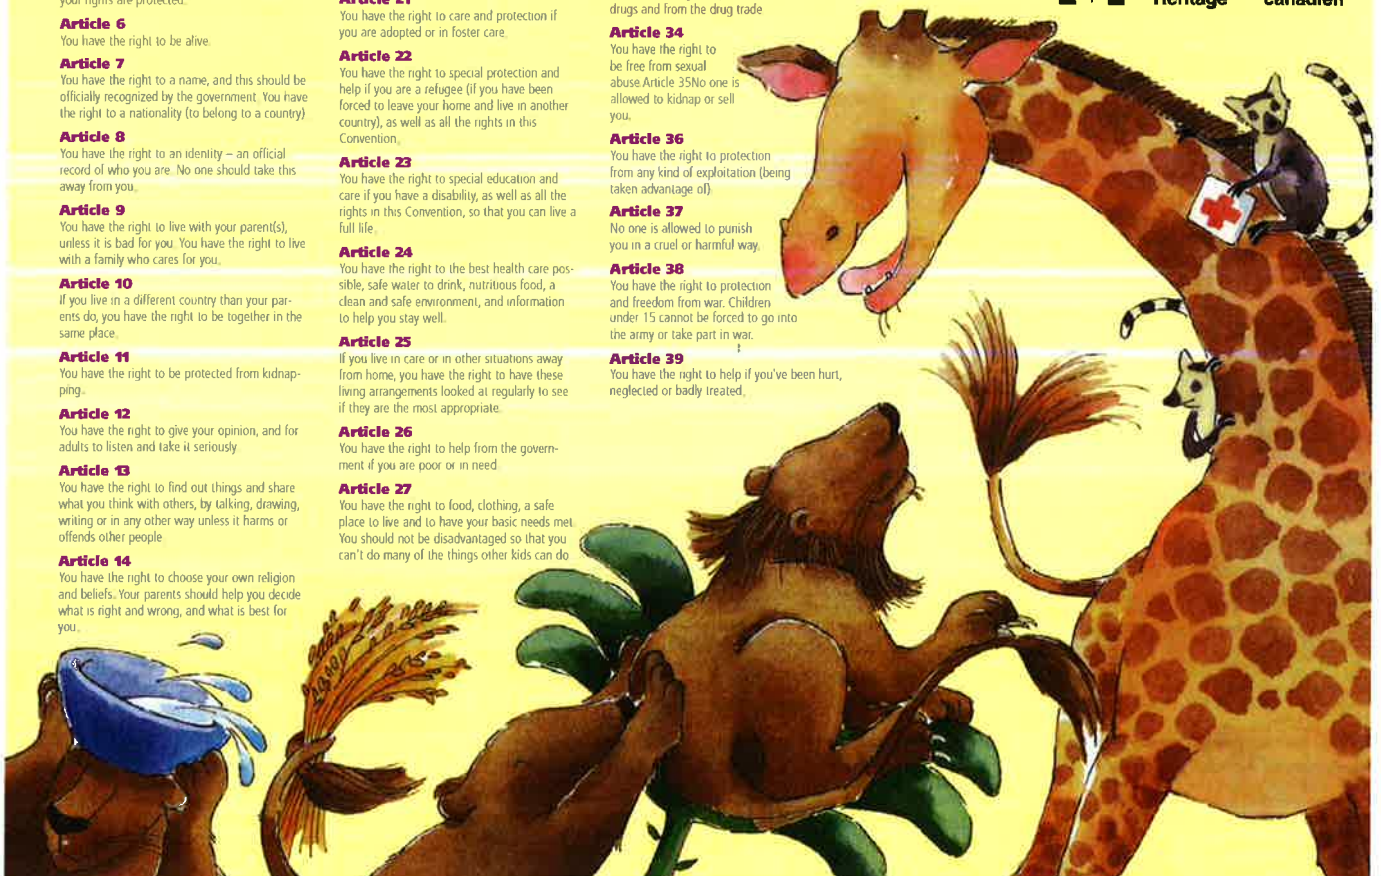 your rights are protected.
Article 6
You have the right to be alive.
Article 7
You have the right to a name, and this should be
officially recognized by the government. You have
the right to a nationality (to belong to a country)
Article 8
You have the right to an identity – an official
record of who you are. No one should take this
away from you.
Article 9
You have the right to live with your parent(s),
unless it is bad for you. You have the right to live
with a family who cares for you.
Article 10
If you live in a different country than your par-
ents do, you have the right to be together in the
same place.
Article 11
You have the right to be protected from kidnap-
ping.
Article 12
You have the right to give your opinion, and for
adults to listen and take it seriously.
Article 13
You have the right to find out things and share
what you think with others, by talking, drawing,
writing or in any other way unless it harms or
offends other people
Article 14
You have the right to choose your own religion
and beliefs. Your parents should help you decide
what is right and wrong, and what is best for
you.
Article 21
You have the right to care and protection if
you are adopted or in foster care.
Article 22
You have the right to special protection and
help if you are a refugee (if you have been
forced to leave your home and live in another
country), as well as all the rights in this
Convention.
Article 23
You have the right to special education and
care if you have a disability, as well as all the
rights in this Convention, so that you can live a
full life.
Article 24
You have the right to the best health care pos-
sible, safe water to drink, nutritious food, a
clean and safe environment, and information
to help you stay well.
Article 25
If you live in care or in other situations away
from home, you have the right to have these
living arrangements looked at regularly to see
if they are the most appropriate.
Article 26
You have the right to help from the govern-
ment if you are poor or in need
Article 27
You have the right to food, clothing, a safe
place to live and to have your basic needs met.
You should not be disadvantaged so that you
can't do many of the things other kids can do
drugs and from the drug trade
Article 34
You have the right to
be free from sexual
abuse.Article 35No one is
allowed to kidnap or sell
you.
Article 36
You have the right to protection
from any kind of exploitation (being
taken advantage of).
Article 37
No one is allowed to punish
you in a cruel or harmful way.
Article 38
You have the right to protection
and freedom from war. Children
under 15 cannot be forced to go into
the army or take part in war.
Article 39
You have the right to help if you've been hurt,
neglected or badly treated.
Heritage canadien